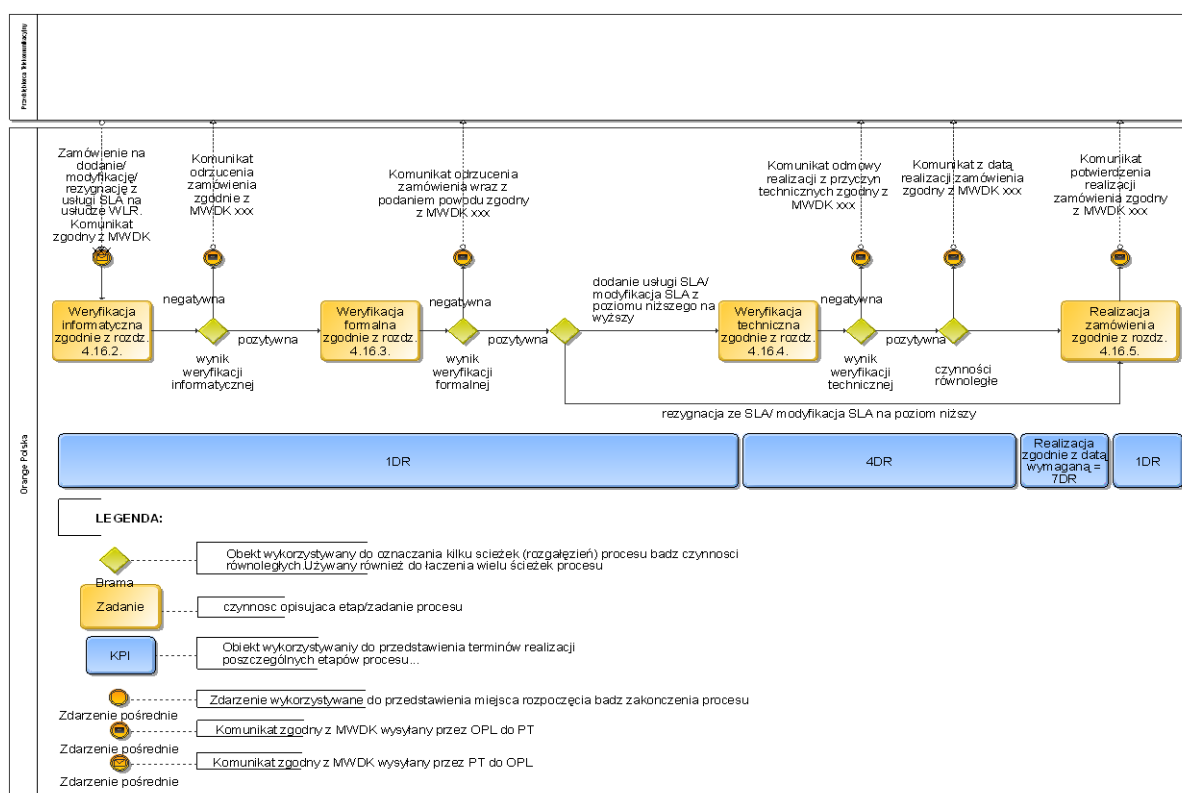 Przedsiębiorca Telekomunikacyjny
Orange Polska
Zamówienie na
dodanie/
modyfikację/
rezygnację z
usługi SLA na
usłudze WLR.
Komunikat
zgodny z MWDK
Komunikat
odrzucenia
zamówienia
zgodnie z
MWDK xxx
Komunikat odrzucenia
zamówienia wraz z
podaniem powodu zgodny
z MWDK xxx
Komunikat odmowy
realizacji z przyczyn
technicznych zgodny z
MWDK xxx
Komunikat z datą
realizacji zamówienia
zgodny z MWDK xxx
Komunikat
potwierdzenia
realizacji
zamówienia zgodny
z MWDK xxx
negatywna
negatywna
dodanie usługi SLA/
modyfikacja SLA z
poziomu niższego na
wyższy
negatywna
Weryfikacja
informatyczna
zgodnie z rozdz.
4.16.2.
pozytywna
wynik
weryfikacji
informatycznej
Weryfikacja
formalna
zgodnie z rozdz.
4.16.3.
pozytywna
wynik
weryfikacji
formalnej
Weryfikacja
techniczna
zgodnie z rozdz.
4.16.4.
pozytywna
wynik
weryfikacji
technicznej
czynności
równoległe
Realizacja
zamówienia
zgodnie z rozdz.
4.16.5.
rezygnacja ze SLA/ modyfikacja SLA na poziom niższy
1DR
4DR
Realizacja
zgodnie z datą
wymaganą =
7DR
1DR
LEGENDA:
Brama
Obekt wykorzystywany do oznaczania kilku scieżek (rozgałęzień) procesu badz czynnosci
równoległych.Używany również do łaczenia wielu ścieżek procesu
Zadanie
czynnosc opisujaca etap/zadanie procesu
KPI
Obiekt wykorzystywaniy do przedstawienia terminów realizacji
poszczególnych etapów procesu...
Zdarzenie wykorzystywane do przedstawienia miejsca rozpoczęcia badz zakonczenia procesu
Zdarzenie pośrednie
Komunikat zgodny z MWDK wysyłany przez OPL do PT
Zdarzenie pośrednie
Komunikat zgodny z MWDK wysyłany przez PT do OPL
Zdarzenie pośrednie